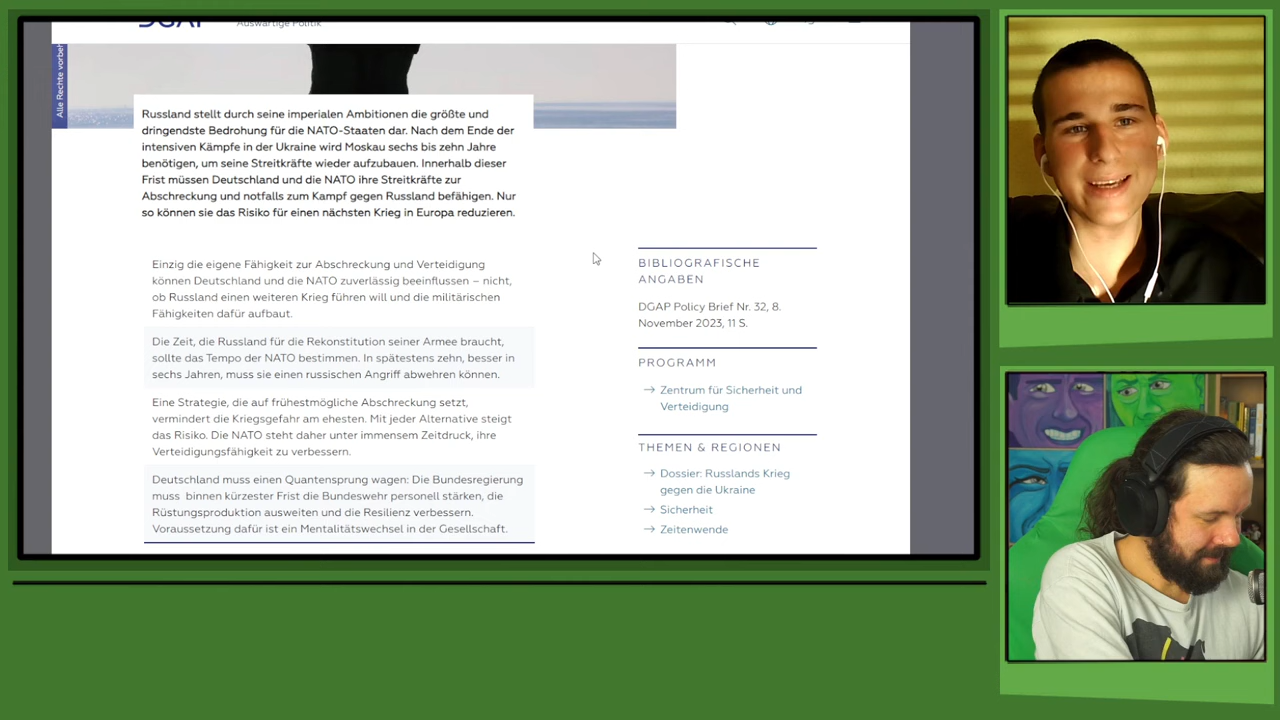 DGAP
Auswärtige Politik
Alle Rechte vorbeh
Russland stellt durch seine imperialen Ambitionen die größte und
dringendste Bedrohung für die NATO-Staaten dar. Nach dem Ende der
intensiven Kämpfe in der Ukraine wird Moskau sechs bis zehn Jahre
benötigen, um seine Streitkräfte wieder aufzubauen. Innerhalb dieser
Frist müssen Deutschland und die NATO ihre Streitkräfte zur
Abschreckung und notfalls zum Kampf gegen Russland befähigen. Nur
so können sie das Risiko für einen nächsten Krieg in Europa reduzieren.
Einzig die eigene Fähigkeit zur Abschreckung und Verteidigung
können Deutschland und die NATO zuverlässig beeinflussen – nicht,
ob Russland einen weiteren Krieg führen will und die militärischen
Fähigkeiten dafür aufbaut.
Die Zeit, die Russland für die Rekonstitution seiner Armee braucht,
sollte das Tempo der NATO bestimmen. In spätestens zehn, besser in
sechs Jahren, muss sie einen russischen Angriff abwehren können.
Eine Strategie, die auf frühestmögliche Abschreckung setzt,
vermindert die Kriegsgefahr am ehesten. Mit jeder Alternative steigt
das Risiko. Die NATO steht daher unter immensem Zeitdruck, ihre
Verteidigungsfähigkeit zu verbessern.
Deutschland muss einen Quantensprung wagen: Die Bundesregierung
muss binnen kürzester Frist die Bundeswehr personell stärken, die
Rüstungsproduktion ausweiten und die Resilienz verbessern.
Voraussetzung dafür ist ein Mentalitätswechsel in der Gesellschaft.
BIBLIOGRAFISCHE
ANGABEN
DGAP Policy Brief Nr. 32, 8.
November 2023, 11 S.
PROGRAMM
→ Zentrum für Sicherheit und
Verteidigung
THEMEN & REGIONEN
→ Dossier: Russlands Krieg
gegen die Ukraine
→ Sicherheit
→ Zeitenwende